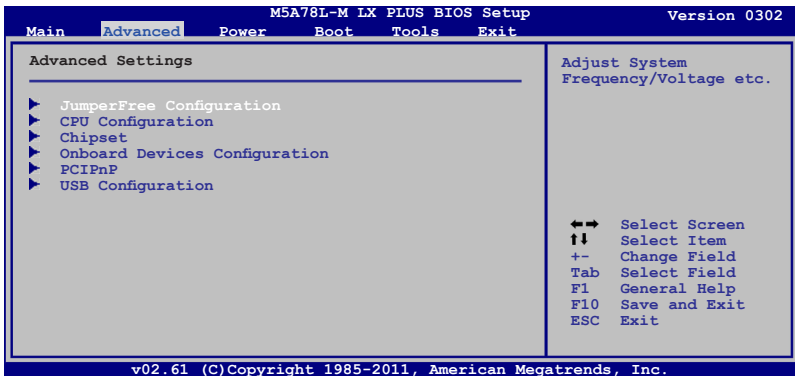 M5A78L-M LX PLUS BIOS Setup Version 0302
Main Advanced Power Boot Tools Exit
Advanced Settings
JumperFree Configuration
CPU Configuration
Chipset
Onboard Devices Configuration
PCIPnP
USB Configuration
Adjust System
Frequency/Voltage etc.
←→ Select Screen
↑↓ Select Item
+- Change Field
Tab Select Field
F1 General Help
F10 Save and Exit
ESC Exit
v02.61 (C)Copyright 1985-2011, American Megatrends, Inc.